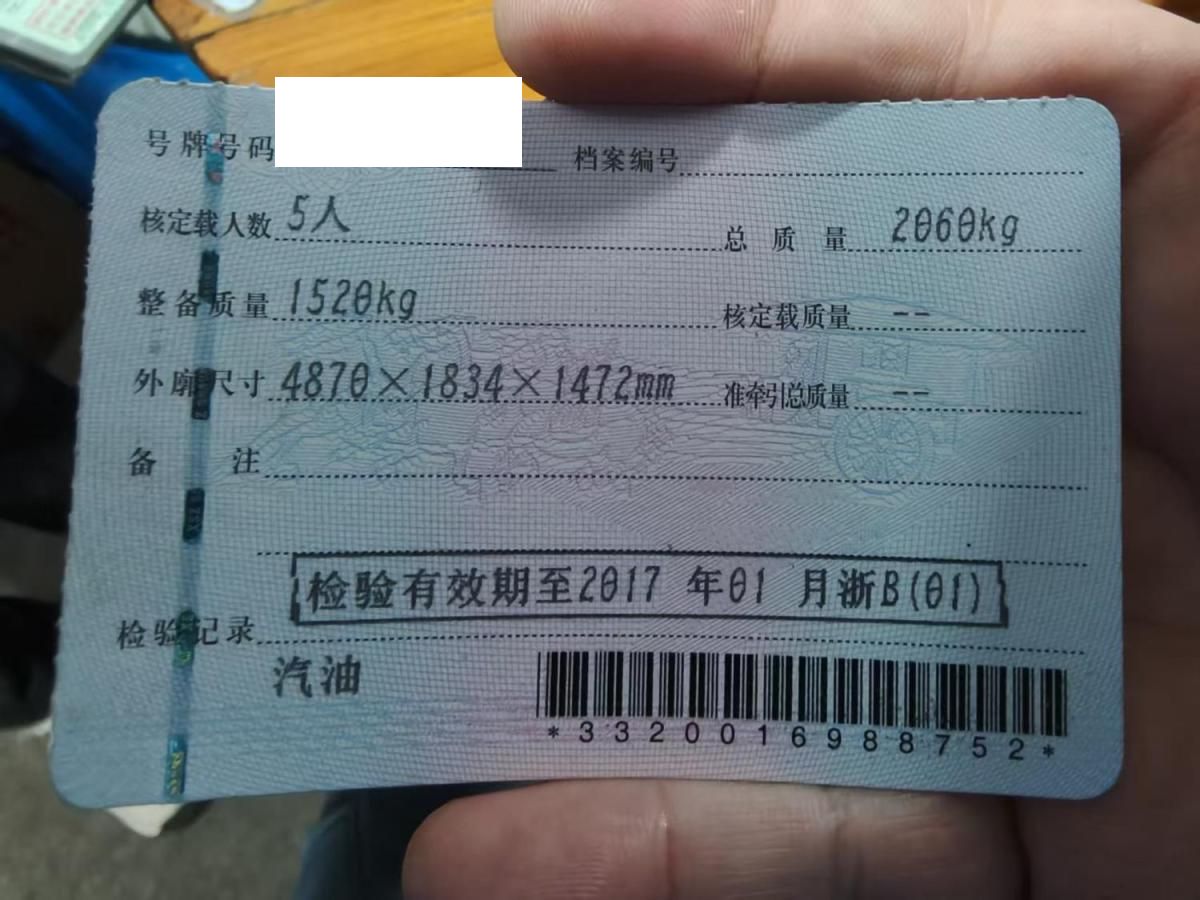 号牌号码 档案编号
核定载人数 5人 总质量 2060kg
整备质量 1520kg 核定载质量 --
外廓尺寸 4870×1834×1472mm 准牵引总质量 --
备注
检验记录 检验有效期至2017 年01 月浙B(01)
汽油
*3320016988752*